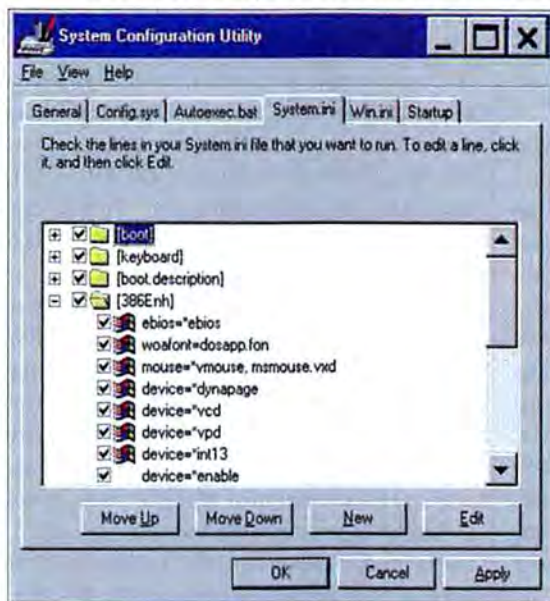 System Configuration Utility
File View Help
General Config.sys Autoexec.bat System.ini Win.ini Startup
Check the lines in your System.ini file that you want to run. To edit a line, click
it, and then click Edit.
[boot]
[keyboard]
[boot.description]
[386Enh]
ebios=*ebios
woafont=dosapp.fon
mouse=*vmouse, msmouse.vxd
device=*dynapage
device=*vcd
device=*vpd
device=*int13
device=*enable
Move Up Move Down New Edit
OK Cancel Apply